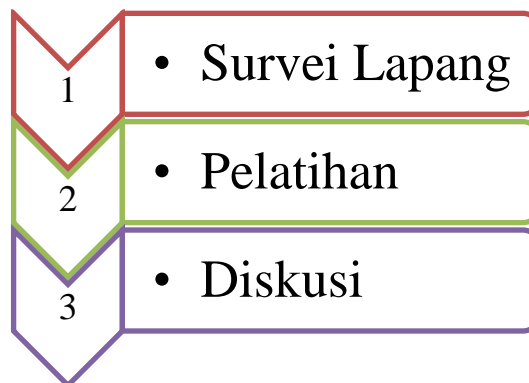 1
• Survei Lapang
2
• Pelatihan
3
• Diskusi